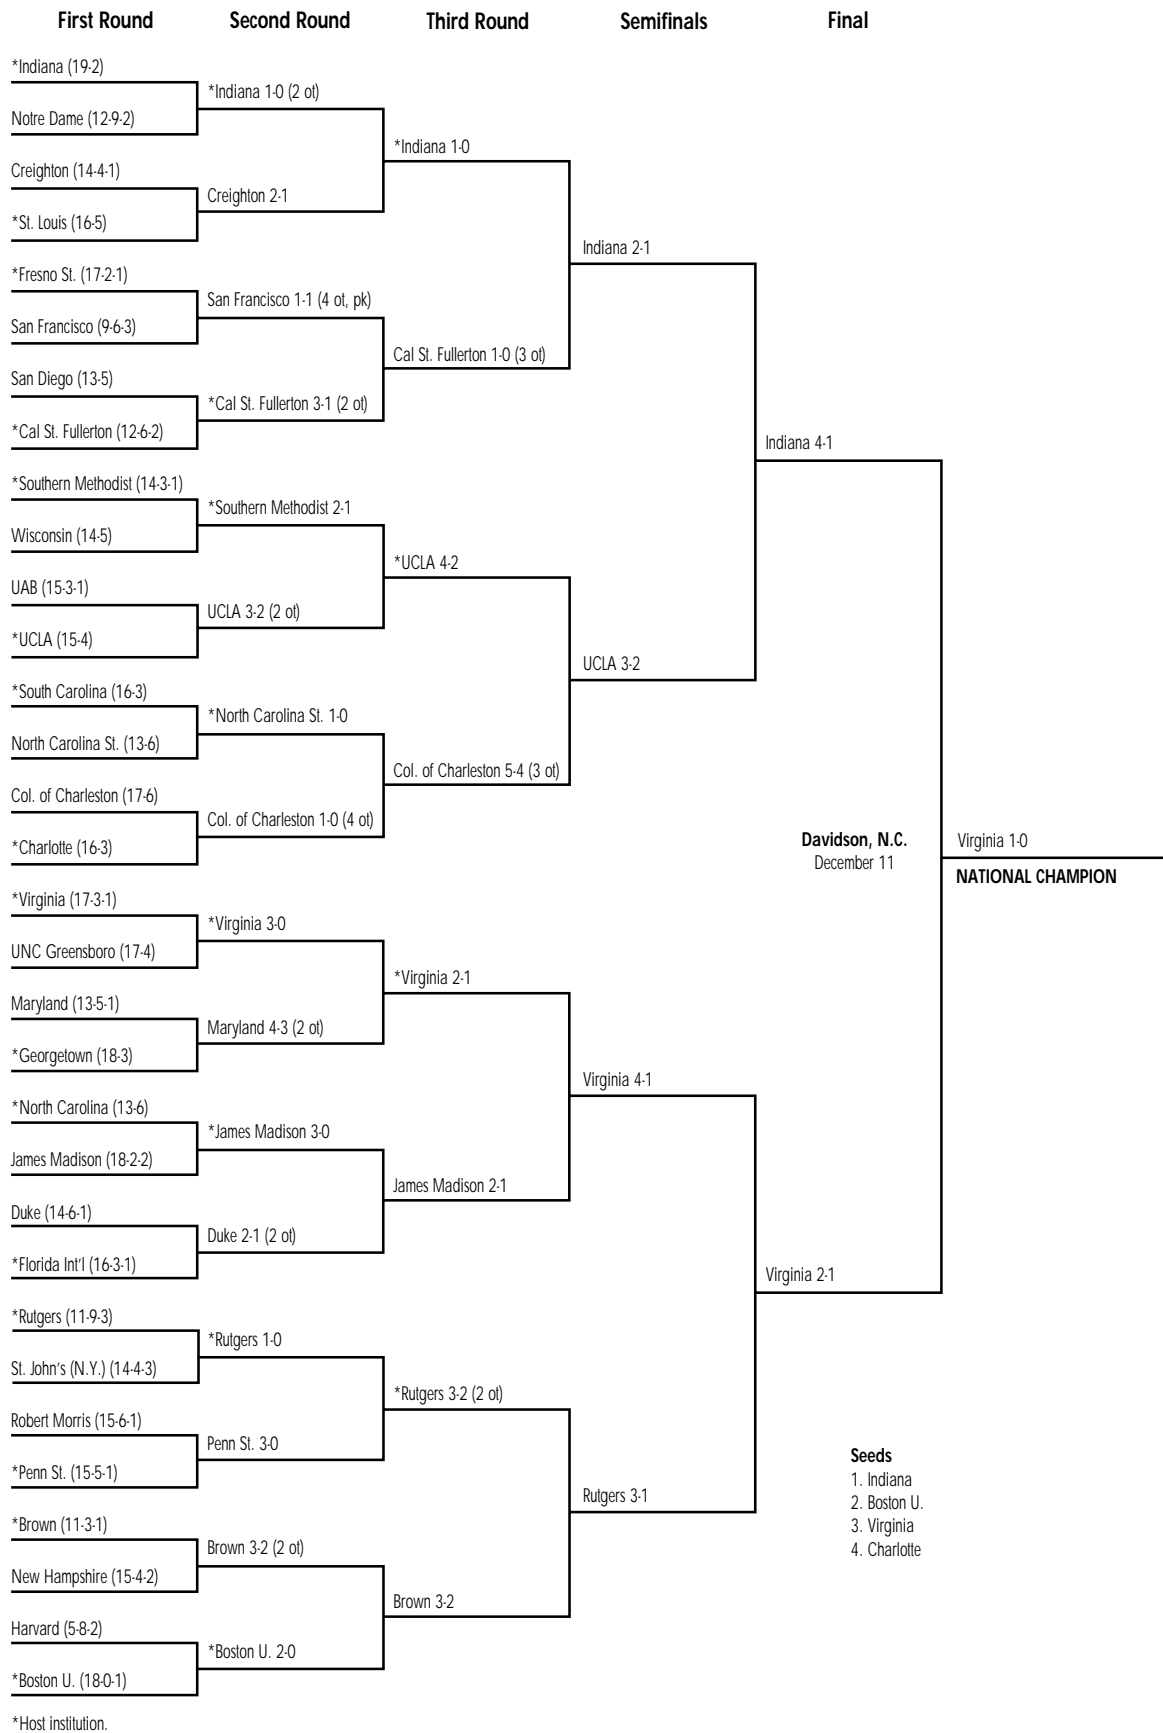 First Round
Second Round
Third Round
Semifinals
Final
*Indiana (19-2)
Notre Dame (12-9-2)
Creighton (14-4-1)
*St. Louis (16-5)
*Fresno St. (17-2-1)
San Francisco (9-6-3)
San Diego (13-5)
*Cal St. Fullerton (12-6-2)
*Southern Methodist (14-3-1)
Wisconsin (14-5)
UAB (15-3-1)
*UCLA (15-4)
*South Carolina (16-3)
North Carolina St. (13-6)
Col. of Charleston (17-6)
*Charlotte (16-3)
*Virginia (17-3-1)
UNC Greensboro (17-4)
Maryland (13-5-1)
*Georgetown (18-3)
*North Carolina (13-6)
James Madison (18-2-2)
Duke (14-6-1)
*Florida Int'l (16-3-1)
*Rutgers (11-9-3)
St. John's (N.Y.) (14-4-3)
Robert Morris (15-6-1)
*Penn St. (15-5-1)
*Brown (11-3-1)
New Hampshire (15-4-2)
Harvard (5-8-2)
*Boston U. (18-0-1)
*Indiana 1-0 (2 ot)
Creighton 2-1
San Francisco 1-1 (4 ot, pk)
*Cal St. Fullerton 3-1 (2 ot)
*Southern Methodist 2-1
UCLA 3-2 (2 ot)
*North Carolina St. 1-0
Col. of Charleston 1-0 (4 ot)
*Virginia 3-0
Maryland 4-3 (2 ot)
*James Madison 3-0
Duke 2-1 (2 ot)
*Rutgers 1-0
Penn St. 3-0
Brown 3-2 (2 ot)
*Boston U. 2-0
*Indiana 1-0
Cal St. Fullerton 1-0 (3 ot)
*UCLA 4-2
Col. of Charleston 5-4 (3 ot)
*Virginia 2-1
James Madison 2-1
*Rutgers 3-2 (2 ot)
Brown 3-2
Indiana 2-1
UCLA 3-2
Virginia 4-1
Rutgers 3-1
Indiana 4-1
Virginia 2-1
Davidson, N.C.
December 11
Virginia 1-0
NATIONAL CHAMPION
Seeds
1. Indiana
2. Boston U.
3. Virginia
4. Charlotte
*Host institution.